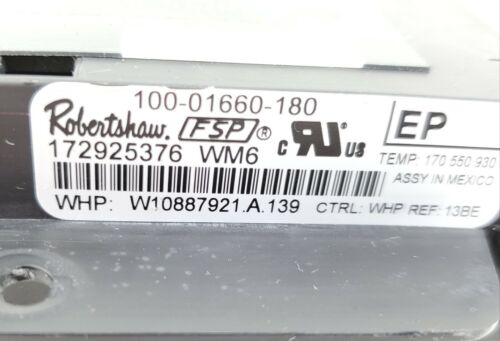 100-01660-180
Robertshaw. FSP ® c RU US EP
172925376 WM6
TEMP: 170 550 930
ASSY IN MEXICO
WHP: W10887921.A.139 CTRL: WHP REF: 13BE